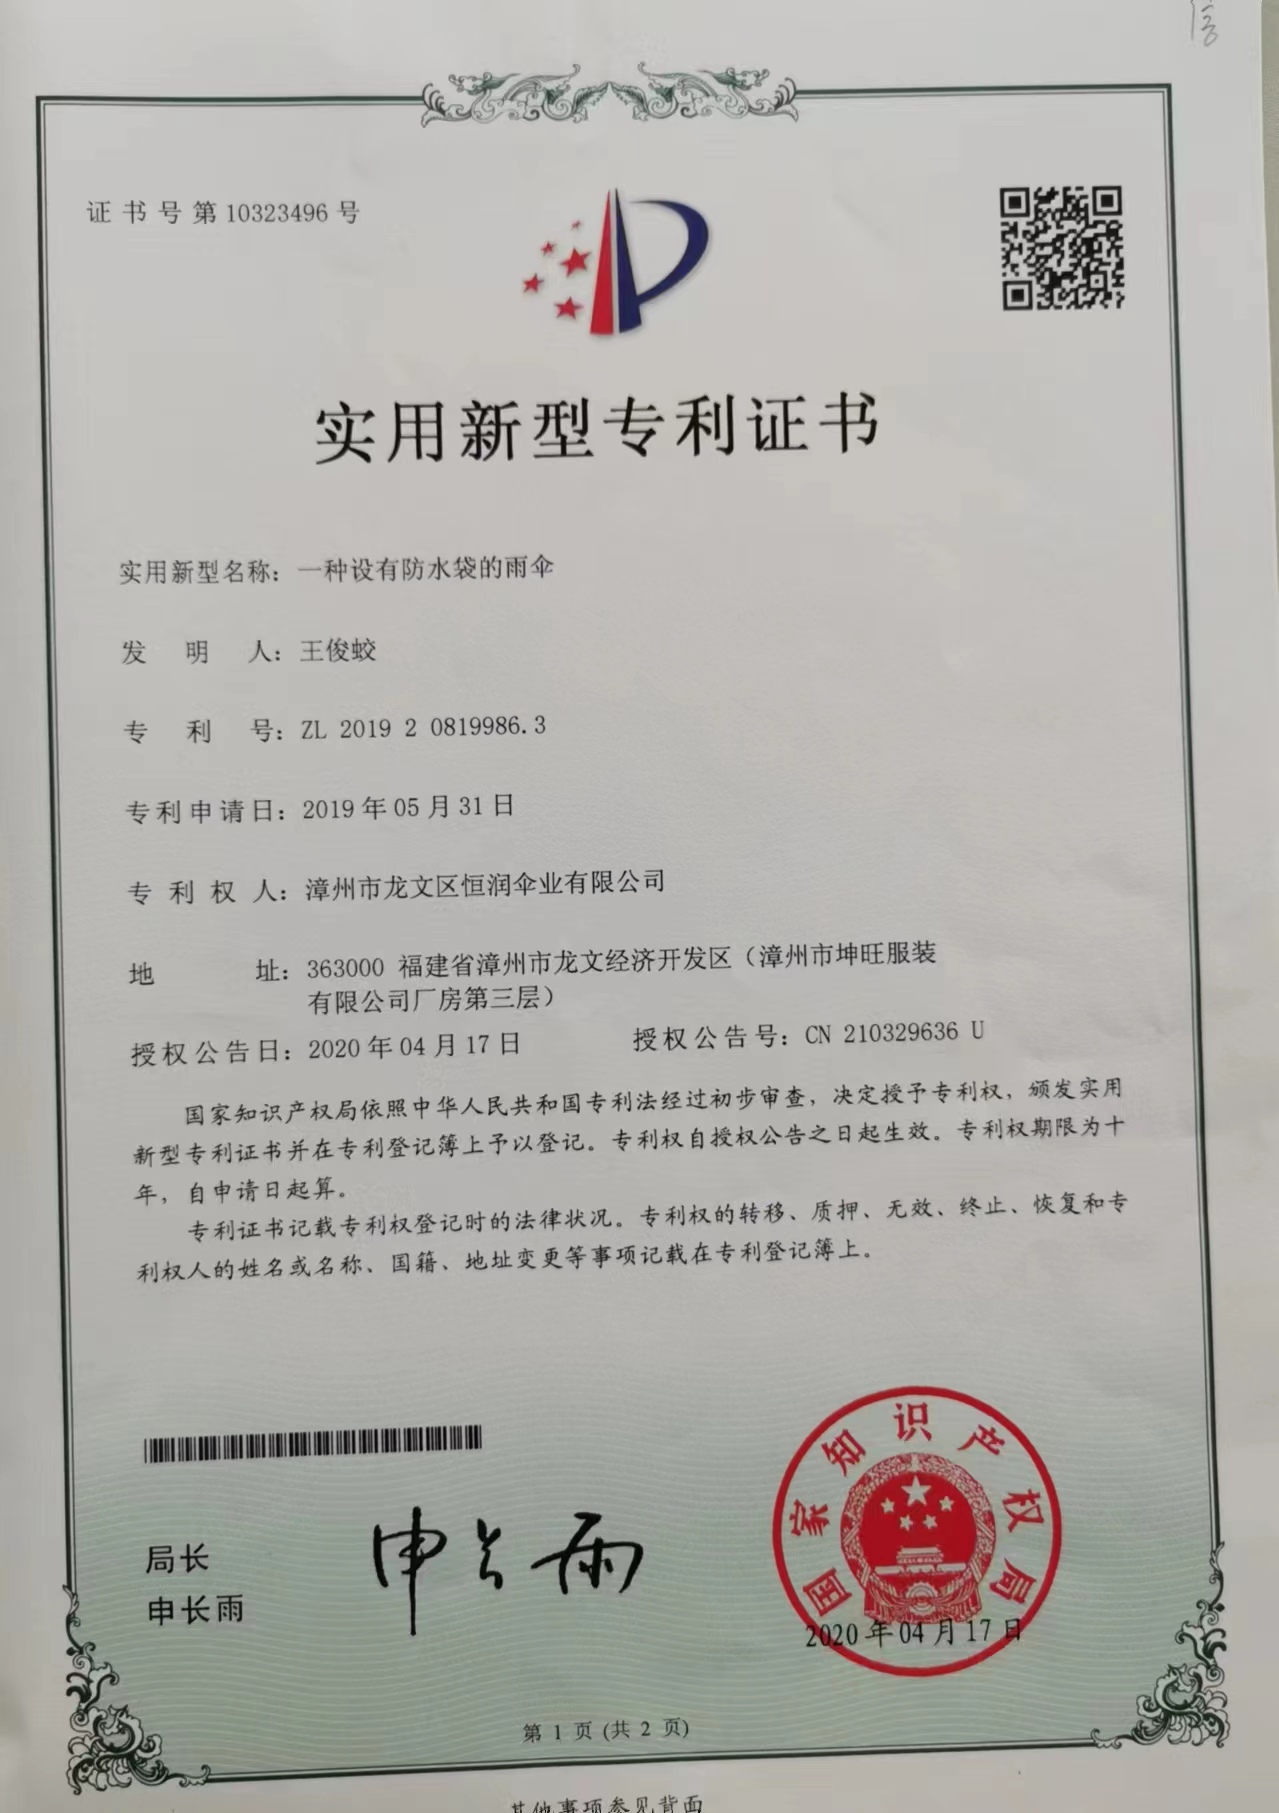 证书号第10323496号
实用新型专利证书
实用新型名称：一种设有防水袋的雨伞
发明人：王俊蛟
专利号：ZL 2019 2 0819986.3
专利申请日：2019年05月31日
专利权人：漳州市龙文区恒润伞业有限公司
地址：363000 福建省漳州市龙文经济开发区（漳州市坤旺服装
有限公司厂房第三层）
授权公告日：2020年04月17日 授权公告号：CN 210329636 U
国家知识产权局依照中华人民共和国专利法经过初步审查，决定授予专利权，颁发实用
新型专利证书并在专利登记簿上予以登记。专利权自授权公告之日起生效。专利权期限为十
年，自申请日起算。
专利证书记载专利权登记时的法律状况。专利权的转移、质押、无效、终止、恢复和专
利权人的姓名或名称、国籍、地址变更等事项记载在专利登记簿上。
局长
申长雨
申长雨
国家知识产权局
2020年04月17日
第 1 页 (共 2 页)
其他事项参见背面